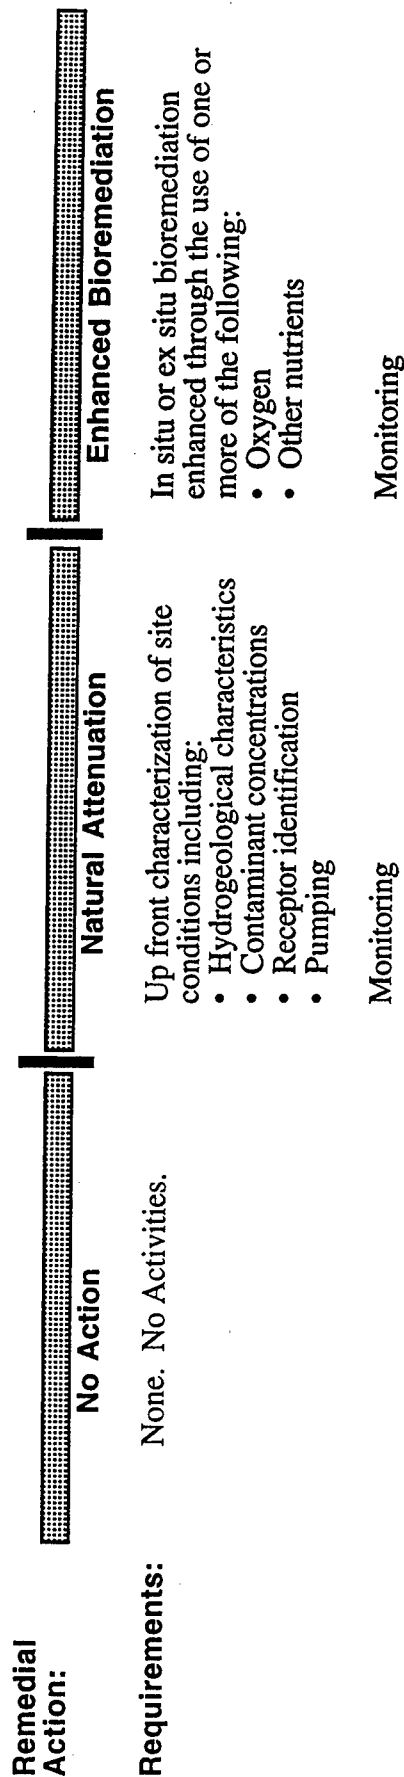 Remedial
Action:
No Action
Natural Attenuation
Enhanced Bioremediation
Requirements:
None. No Activities.
Up front characterization of site
conditions including:
• Hydrogeological characteristics
• Contaminant concentrations
• Receptor identification
• Pumping
Monitoring
In situ or ex situ bioremediation
enhanced through the use of one or
more of the following:
• Oxygen
• Other nutrients
Monitoring